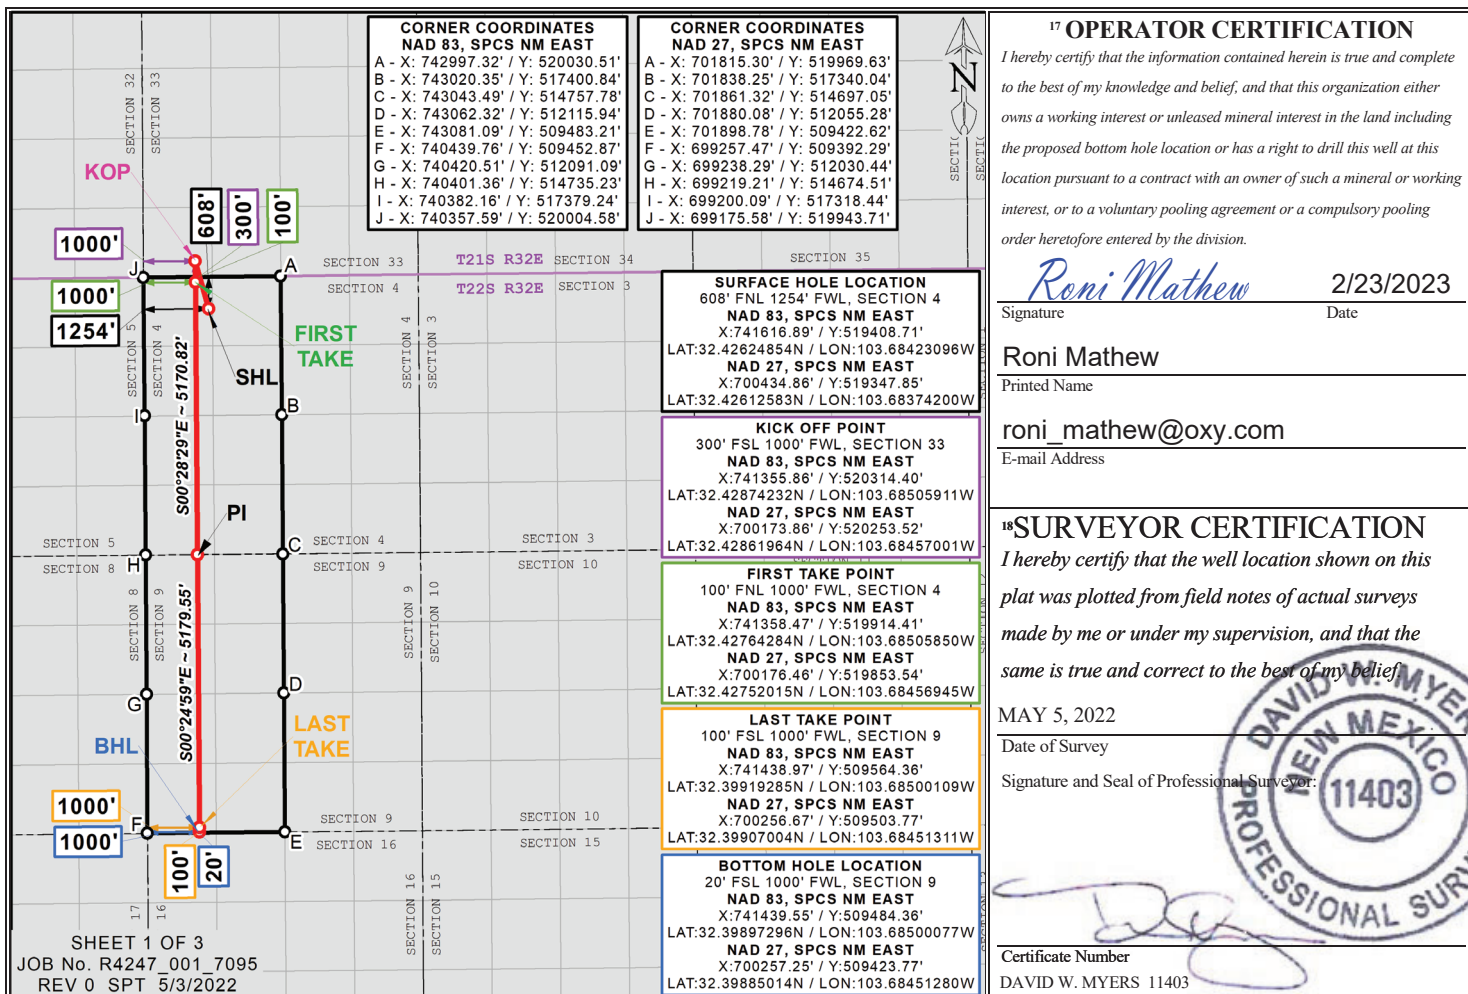 CORNER COORDINATES
NAD 83, SPCS NM EAST
A - X: 742997.32' / Y: 520030.51'
B - X: 743020.35' / Y: 517400.84'
C - X: 743043.49' / Y: 514757.78'
D - X: 743062.32' / Y: 512115.94'
E - X: 743081.09' / Y: 509483.21'
F - X: 740439.76' / Y: 509452.87'
G - X: 740420.51' / Y: 512091.09'
H - X: 740401.36' / Y: 514735.23'
I - X: 740382.16' / Y: 517379.24'
J - X: 740357.59' / Y: 520004.58'
CORNER COORDINATES
NAD 27, SPCS NM EAST
A - X: 701815.30' / Y: 519969.63'
B - X: 701838.25' / Y: 517340.04'
C - X: 701861.32' / Y: 514697.05'
D - X: 701880.08' / Y: 512055.28'
E - X: 701898.78' / Y: 509422.62'
F - X: 699257.47' / Y: 509392.29'
G - X: 699238.29' / Y: 512030.44'
H - X: 699219.21' / Y: 514674.51'
I - X: 699200.09' / Y: 517318.44'
J - X: 699175.58' / Y: 519943.71'
N
SECTION 32
SECTION 33
KOP
608'
300'
100'
1000'
J
A
SECTION 33
T21S R32E
SECTION 34
SECTION 35
SECTION 4
T22S R32E
SECTION 3
1000'
1254'
SECTION 5
SECTION 4
FIRST
TAKE
SHL
SECTION 4
SECTION 3
S00°28'29"E ~ 5170.82'
I
B
PI
SECTION 5
SECTION 4
SECTION 3
H
C
SECTION 8
SECTION 9
SECTION 10
SECTION 8
SECTION 9
SECTION 9
SECTION 10
S00°24'59"E ~ 5179.55'
G
D
BHL
LAST
TAKE
1000'
F
E
SECTION 9
SECTION 10
1000'
SECTION 16
SECTION 15
100'
20'
17
16
SECTION 16
SECTION 15
SHEET 1 OF 3
JOB No. R4247_001_7095
REV 0 SPT 5/3/2022
SURFACE HOLE LOCATION
608' FNL 1254' FWL, SECTION 4
NAD 83, SPCS NM EAST
X:741616.89' / Y:519408.71'
LAT:32.42624854N / LON:103.68423096W
NAD 27, SPCS NM EAST
X:700434.86' / Y:519347.85'
LAT:32.42612583N / LON:103.68374200W
KICK OFF POINT
300' FSL 1000' FWL, SECTION 33
NAD 83, SPCS NM EAST
X:741355.86' / Y:520314.40'
LAT:32.42874232N / LON:103.68505911W
NAD 27, SPCS NM EAST
X:700173.86' / Y:520253.52'
LAT:32.42861964N / LON:103.68457001W
FIRST TAKE POINT
100' FNL 1000' FWL, SECTION 4
NAD 83, SPCS NM EAST
X:741358.47' / Y:519914.41'
LAT:32.42764284N / LON:103.68505850W
NAD 27, SPCS NM EAST
X:700176.46' / Y:519853.54'
LAT:32.42752015N / LON:103.68456945W
LAST TAKE POINT
100' FSL 1000' FWL, SECTION 9
NAD 83, SPCS NM EAST
X:741438.97' / Y:509564.36'
LAT:32.39919285N / LON:103.68500109W
NAD 27, SPCS NM EAST
X:700256.67' / Y:509503.77'
LAT:32.39907004N / LON:103.68451311W
BOTTOM HOLE LOCATION
20' FSL 1000' FWL, SECTION 9
NAD 83, SPCS NM EAST
X:741439.55' / Y:509484.36'
LAT:32.39897296N / LON:103.68500077W
NAD 27, SPCS NM EAST
X:700257.25' / Y:509423.77'
LAT:32.39885014N / LON:103.68451280W
17 OPERATOR CERTIFICATION
I hereby certify that the information contained herein is true and complete
to the best of my knowledge and belief, and that this organization either
owns a working interest or unleased mineral interest in the land including
the proposed bottom hole location or has a right to drill this well at this
location pursuant to a contract with an owner of such a mineral or working
interest, or to a voluntary pooling agreement or a compulsory pooling
order heretofore entered by the division.
Roni Mathew 2/23/2023
Signature Date
Roni Mathew
Printed Name
roni_mathew@oxy.com
E-mail Address
18 SURVEYOR CERTIFICATION
I hereby certify that the well location shown on this
plat was plotted from field notes of actual surveys
made by me or under my supervision, and that the
same is true and correct to the best of my belief.
MAY 5, 2022
Date of Survey
Signature and Seal of Professional Surveyor:
DAVID W. MYERS
NEW MEXICO
11403
PROFESSIONAL SURV
Certificate Number
DAVID W. MYERS 11403